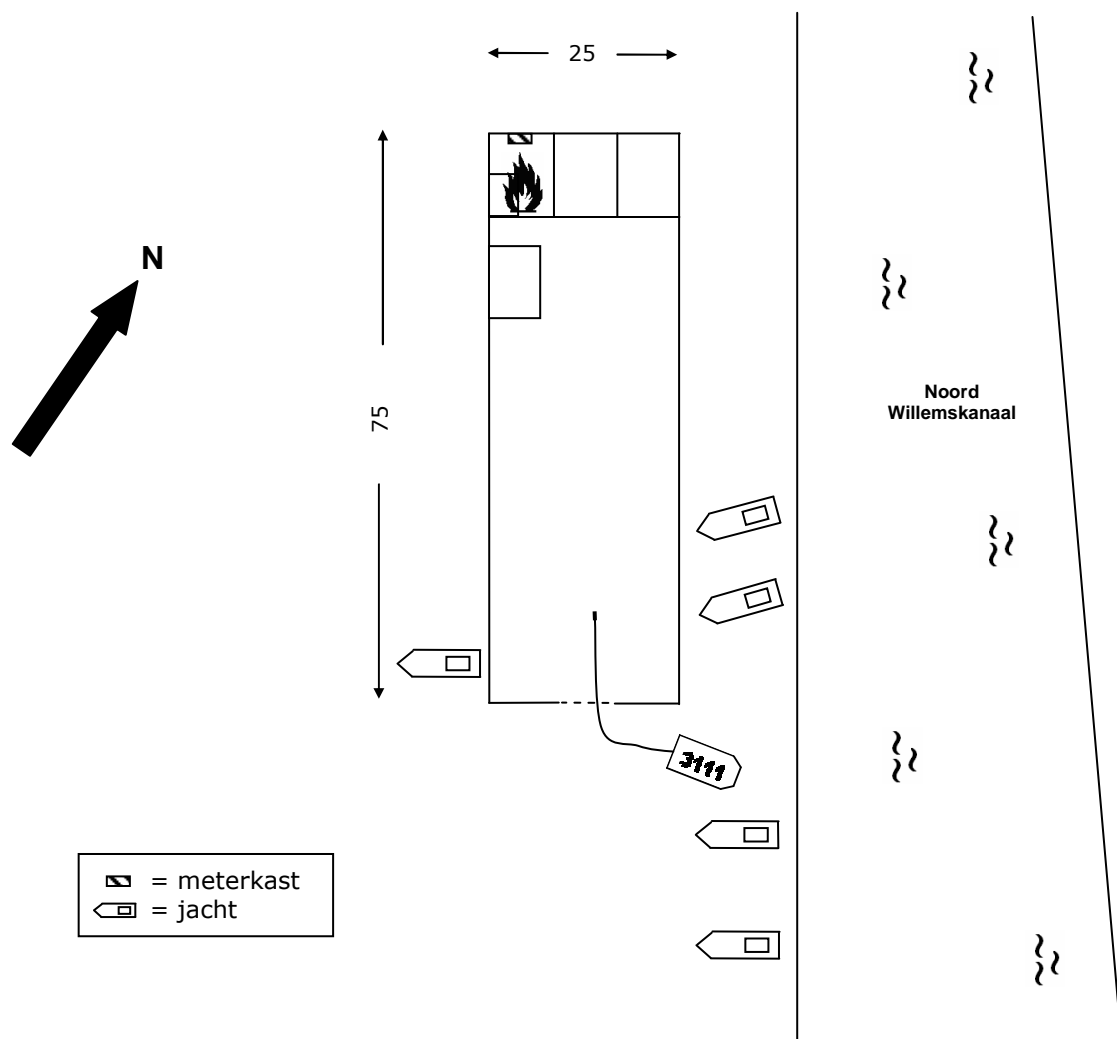 25
N
75
Noord
Willemskanaal
3111
= meterkast
= jacht